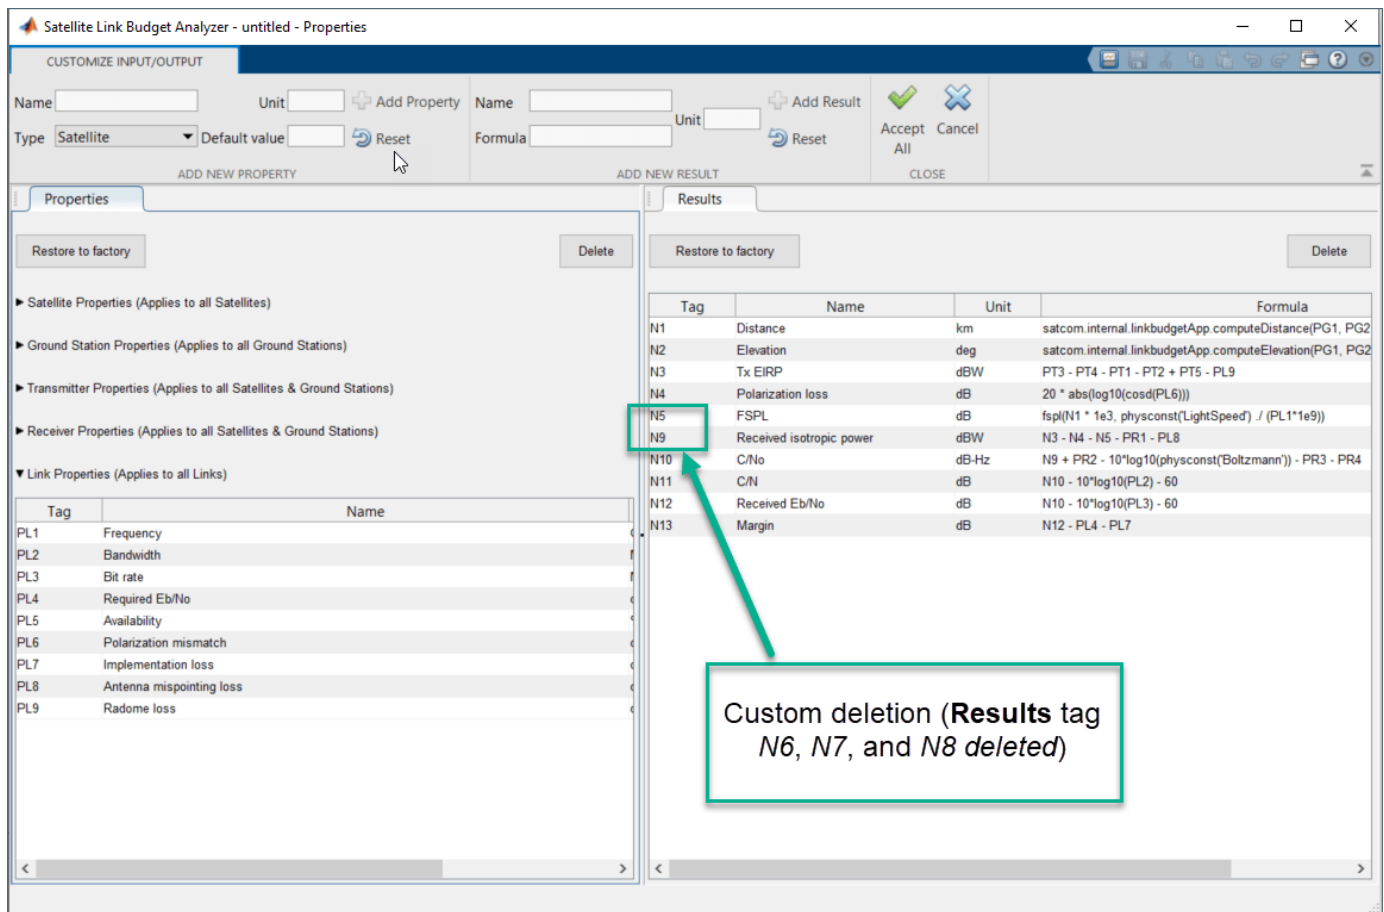 Satellite Link Budget Analyzer - untitled - Properties
CUSTOMIZE INPUT/OUTPUT
Name Unit Add Property Name Unit Add Result
Type Satellite Default value Reset Formula Reset
Accept All Cancel
ADD NEW PROPERTY ADD NEW RESULT CLOSE
Properties
Restore to factory Delete
▶ Satellite Properties (Applies to all Satellites)
▶ Ground Station Properties (Applies to all Ground Stations)
▶ Transmitter Properties (Applies to all Satellites & Ground Stations)
▶ Receiver Properties (Applies to all Satellites & Ground Stations)
▼ Link Properties (Applies to all Links)
Tag Name
PL1 Frequency
PL2 Bandwidth
PL3 Bit rate
PL4 Required Eb/No
PL5 Availability
PL6 Polarization mismatch
PL7 Implementation loss
PL8 Antenna mispointing loss
PL9 Radome loss
Results
Restore to factory Delete
Tag Name Unit Formula
N1 Distance km satcom.internal.linkbudgetApp.computeDistance(PG1, PG2
N2 Elevation deg satcom.internal.linkbudgetApp.computeElevation(PG1, PG2
N3 Tx EIRP dBW PT3 - PT4 - PT1 - PT2 + PT5 - PL9
N4 Polarization loss dB 20 * abs(log10(cosd(PL6)))
N5 FSPL dB fspl(N1 * 1e3, physconst('LightSpeed') ./ (PL1*1e9))
N9 Received isotropic power dBW N3 - N4 - N5 - PR1 - PL8
N10 C/No dB-Hz N9 + PR2 - 10*log10(physconst('Boltzmann')) - PR3 - PR4
N11 C/N dB N10 - 10*log10(PL2) - 60
N12 Received Eb/No dB N10 - 10*log10(PL3) - 60
N13 Margin dB N12 - PL4 - PL7
Custom deletion (Results tag
N6, N7, and N8 deleted)